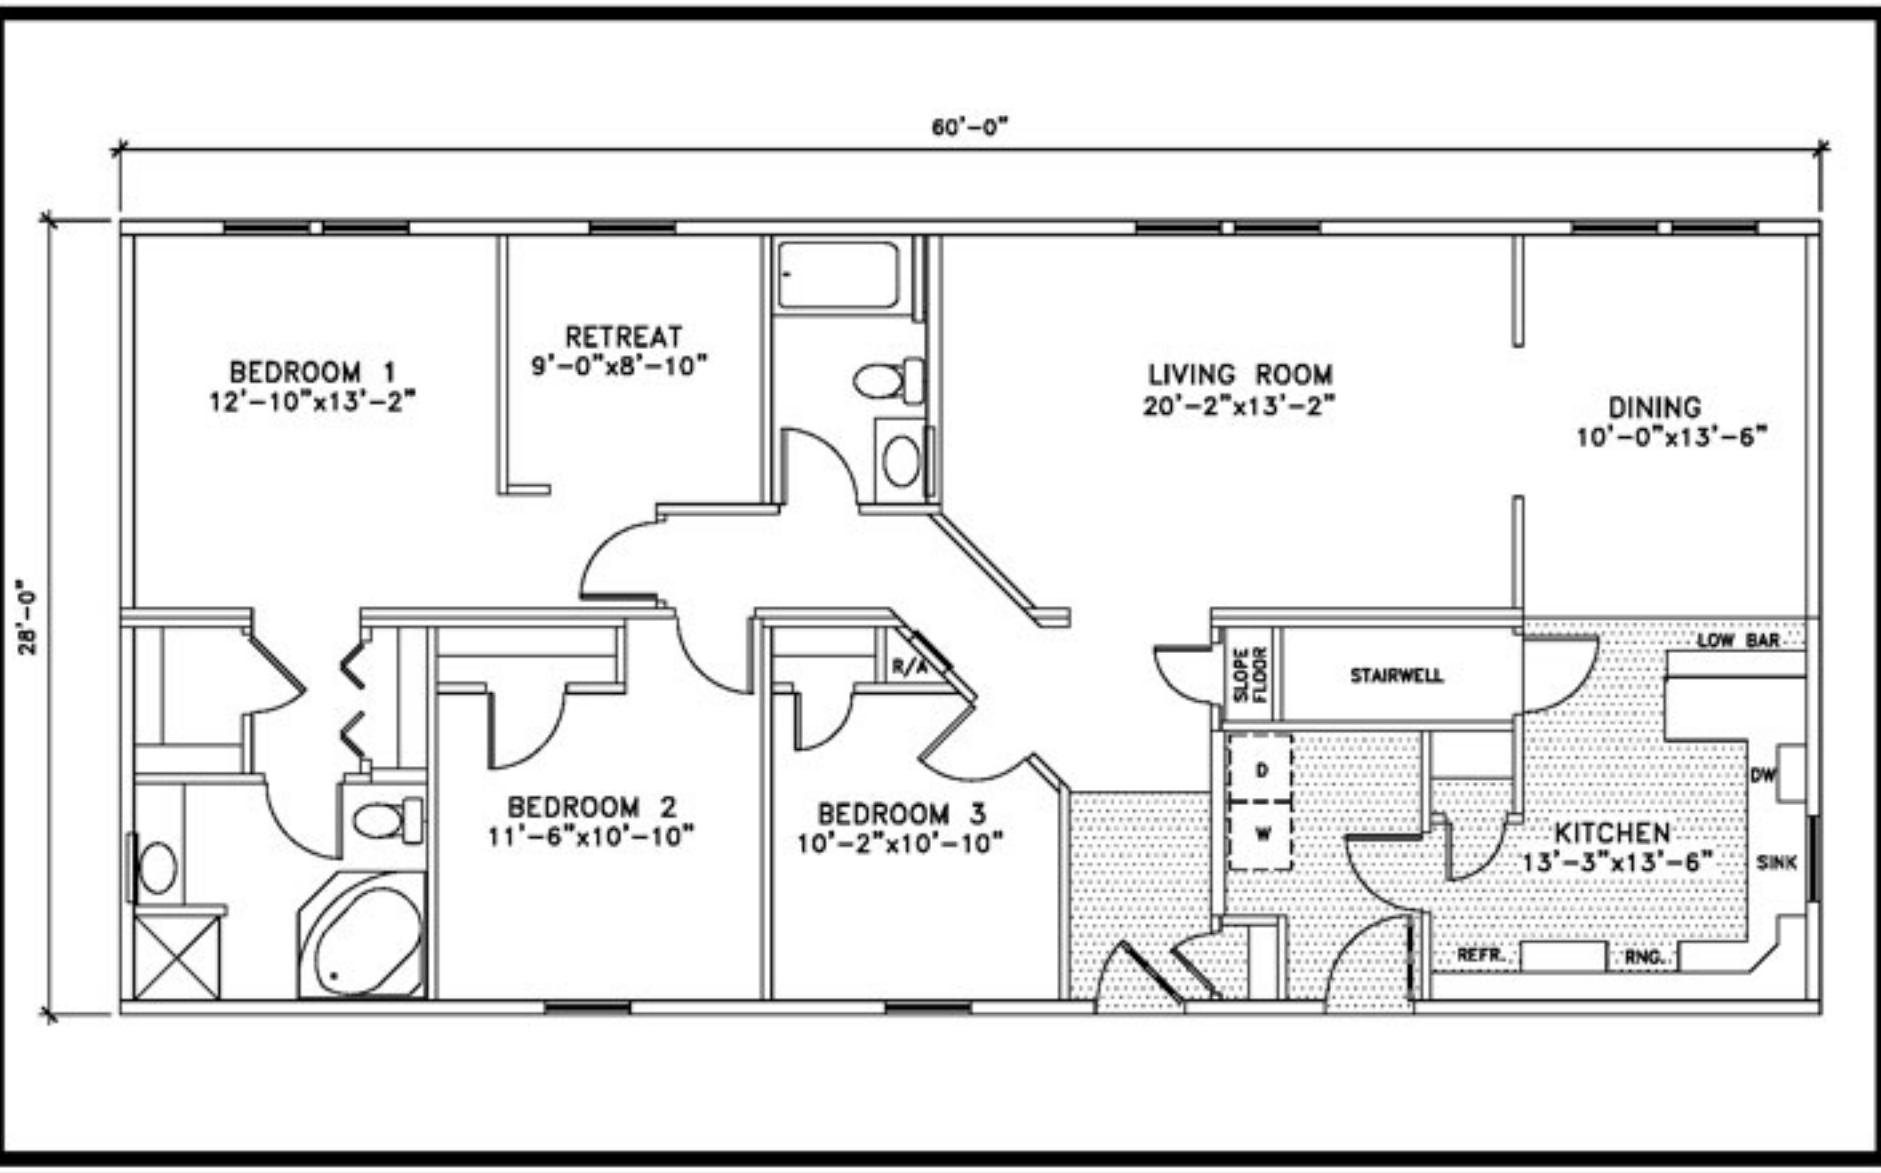 60'-0"
28'-0"
BEDROOM 1
12'-10"x13'-2"
RETREAT
9'-0"x8'-10"
LIVING ROOM
20'-2"x13'-2"
DINING
10'-0"x13'-6"
LOW BAR
R/A
SLOPE
FLOOR
STAIRWELL
D
W
DW
BEDROOM 2
11'-6"x10'-10"
BEDROOM 3
10'-2"x10'-10"
KITCHEN
13'-3"x13'-6"
SINK
REFR.
RNG.